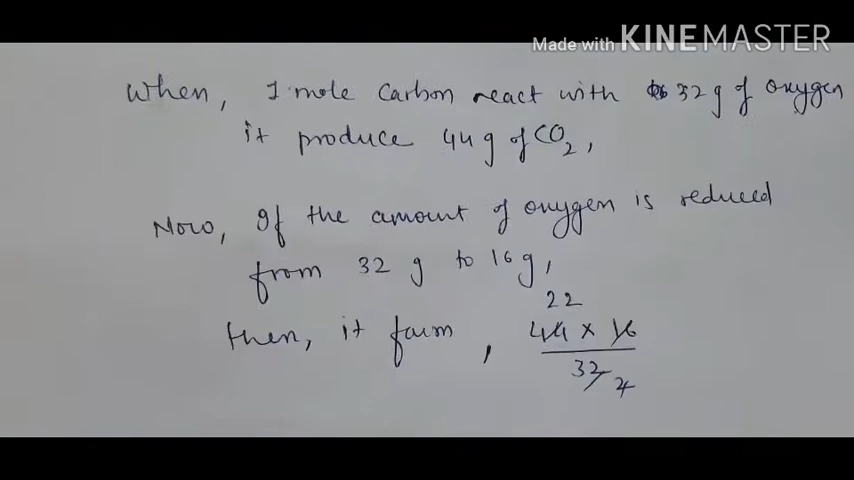 Made with KINEMASTER
When, 1 mole carbon react with 32 g of oxygen
it produce 44 g of CO2,
Now, If the amount of oxygen is reduced
from 32 g to 16 g,
22
then, it form, 44 x 16
32 2